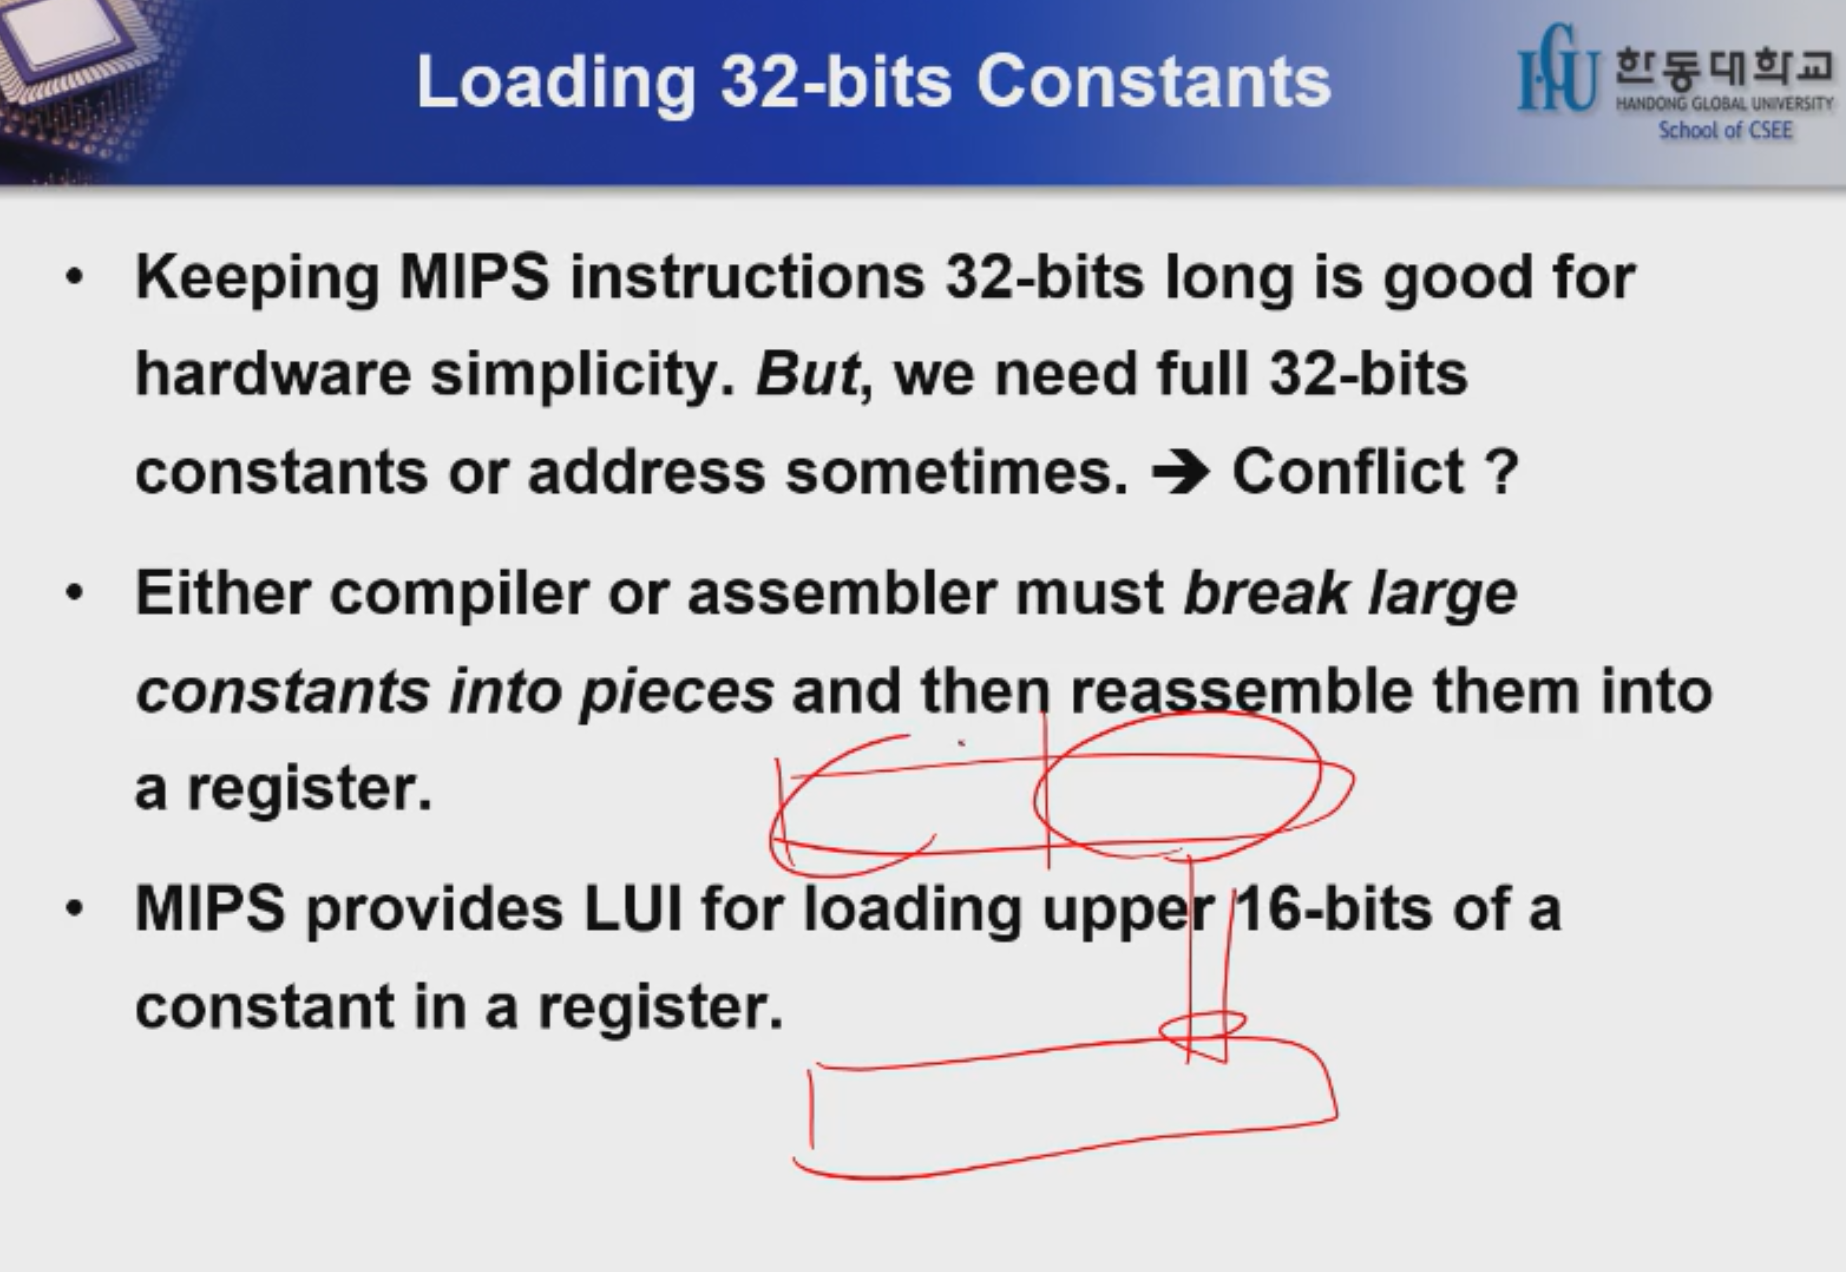 Loading 32-bits Constants
한동대학교
HANDONG GLOBAL UNIVERSITY
School of CSEE
• Keeping MIPS instructions 32-bits long is good for
hardware simplicity. But, we need full 32-bits
constants or address sometimes. ➔ Conflict ?
• Either compiler or assembler must break large
constants into pieces and then reassemble them into
a register.
• MIPS provides LUI for loading upper 16-bits of a
constant in a register.